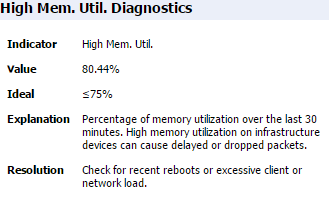 High Mem. Util. Diagnostics
Indicator High Mem. Util.
Value 80.44%
Ideal ≤75%
Explanation Percentage of memory utilization over the last 30
minutes. High memory utilization on infrastructure
devices can cause delayed or dropped packets.
Resolution Check for recent reboots or excessive client or
network load.